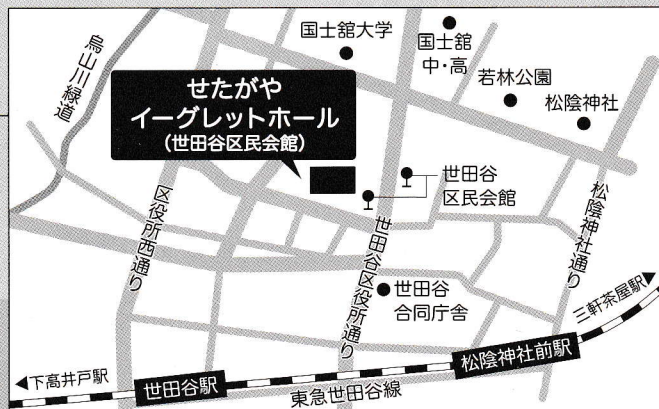 国士舘大学
国士舘
中・高
若林公園
松陰神社
烏山川緑道
せたがや
イーグレットホール
(世田谷区民会館)
世田谷
区民会館
区役所西通り
世田谷区役所通り
松陰神社通り
世田谷
合同庁舎
三軒茶屋駅▶
◀下高井戸駅
世田谷駅
松陰神社前駅
東急世田谷線